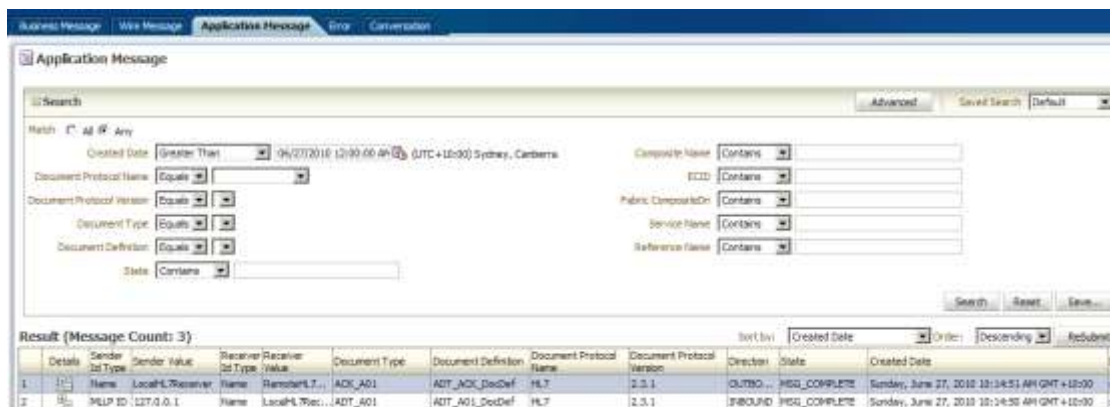 Business Message Wire Message Application Message Error Conversation
Application Message
Search Advanced Saved Search Default
Match All Any
Created Date Greater Than 06/27/2010 12:00:00 AM (UTC+10:00) Sydney, Canberra Composite Name Contains
Document Protocol Name Equals ECID Contains
Document Protocol Version Equals Fabric CompositeDn Contains
Document Type Equals Service Name Contains
Document Definition Equals Reference Name Contains
State Contains
Search Reset Save...
Result (Message Count: 3) Sort by: Created Date Order: Descending ReSubmit
Details Sender Id Type Sender Value Receiver Id Type Receiver Value Document Type Document Definition Document Protocol Name Document Protocol Version Direction State Created Date
1 Name LocalHL7Receiver Name RemoteHL7... ACK_A01 ADT_ACK_DocDef HL7 2.3.1 OUTBO... MSG_COMPLETE Sunday, June 27, 2010 10:14:51 AM GMT+10:00
2 MLLP ID 127.0.0.1 Name LocalHL7Rec... ADT_A01 ADT_A01_DocDef HL7 2.3.1 INBOUND MSG_COMPLETE Sunday, June 27, 2010 10:14:50 AM GMT+10:00